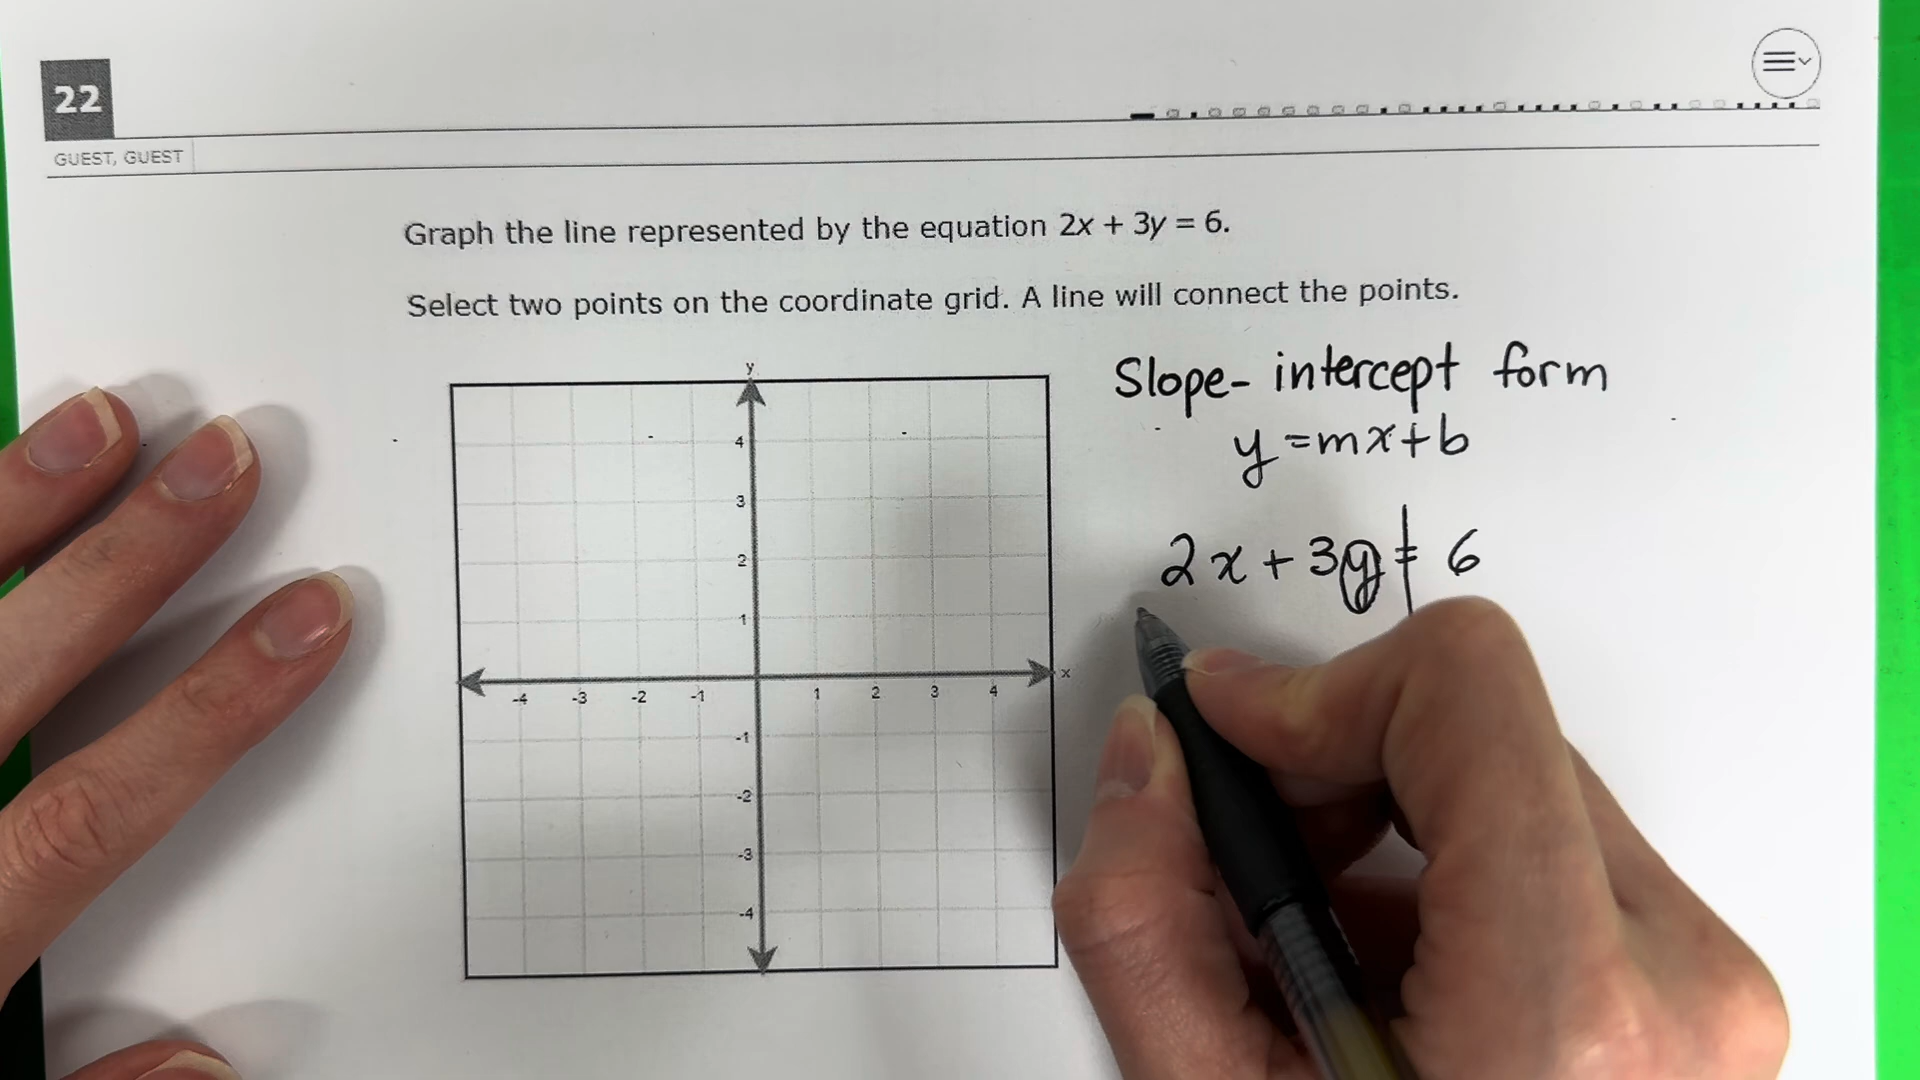 22
GUEST, GUEST
Graph the line represented by the equation 2x + 3y = 6.
Select two points on the coordinate grid. A line will connect the points.
Slope- intercept form
y = mx + b
2x + 3y = 6
y
4
3
2
1
-4 -3 -2 -1 1 2 3 4 x
-1
-2
-3
-4